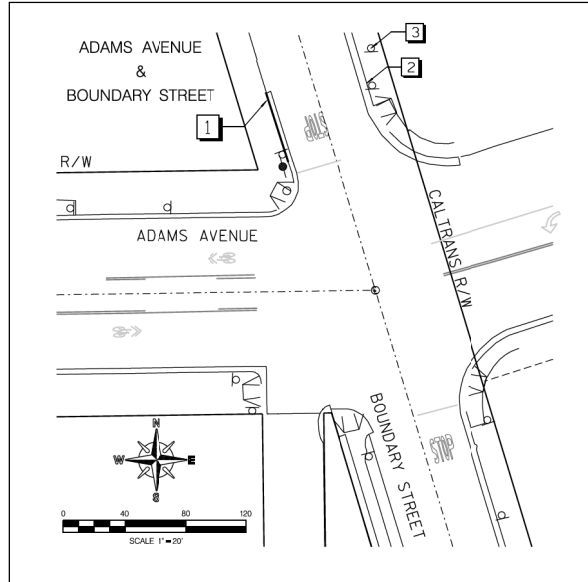 ADAMS AVENUE
&
BOUNDARY STREET
3
2
1
STOP
R/W
ADAMS AVENUE
CALTRANS R/W
BOUNDARY STREET
STOP
N
W E
S
0 40 80 120
SCALE 1"=20'